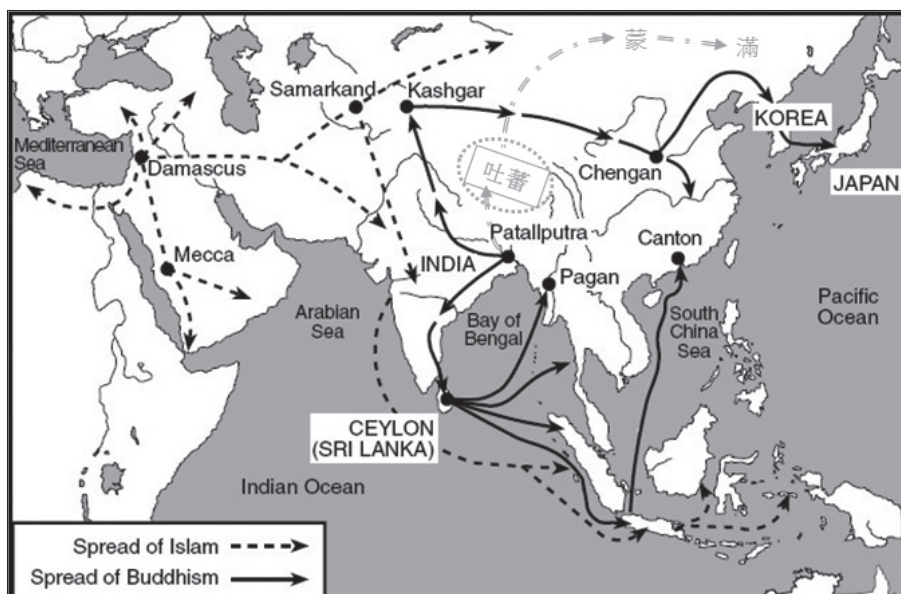 蒙
滿
Samarkand
Kashgar
KOREA
Mediterranean
Sea
Damascus
吐蕃
Chengan
JAPAN
Patallputra
Canton
Mecca
INDIA
Pagan
Arabian
Sea
Bay of
Bengal
South
China
Sea
Pacific
Ocean
CEYLON
(SRI LANKA)
Indian Ocean
Spread of Islam
Spread of Buddhism